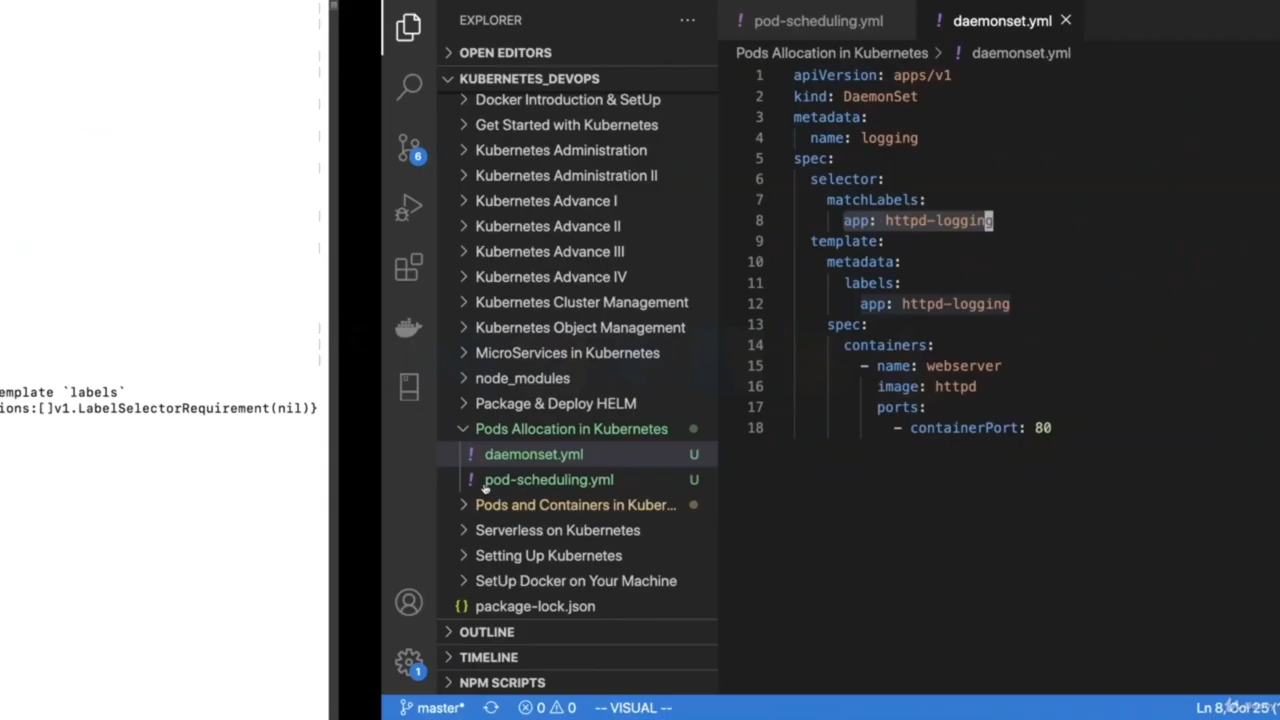 emplate `labels`
ions:[]v1.LabelSelectorRequirement(nil)}
EXPLORER
OPEN EDITORS
KUBERNETES_DEVOPS
Docker Introduction & SetUp
Get Started with Kubernetes
Kubernetes Administration
Kubernetes Administration II
Kubernetes Advance I
Kubernetes Advance II
Kubernetes Advance III
Kubernetes Advance IV
Kubernetes Cluster Management
Kubernetes Object Management
MicroServices in Kubernetes
node_modules
Package & Deploy HELM
Pods Allocation in Kubernetes
! daemonset.yml U
! pod-scheduling.yml U
Pods and Containers in Kuber...
Serverless on Kubernetes
Setting Up Kubernetes
SetUp Docker on Your Machine
{} package-lock.json
OUTLINE
TIMELINE
NPM SCRIPTS
6
1
! pod-scheduling.yml ! daemonset.yml
Pods Allocation in Kubernetes > ! daemonset.yml
1 apiVersion: apps/v1
2 kind: DaemonSet
3 metadata:
4 name: logging
5 spec:
6 selector:
7 matchLabels:
8 app: httpd-logging
9 template:
10 metadata:
11 labels:
12 app: httpd-logging
13 spec:
14 containers:
15 - name: webserver
16 image: httpd
17 ports:
18 - containerPort: 80
master* 0 0 -- VISUAL -- Ln 8, Col 25